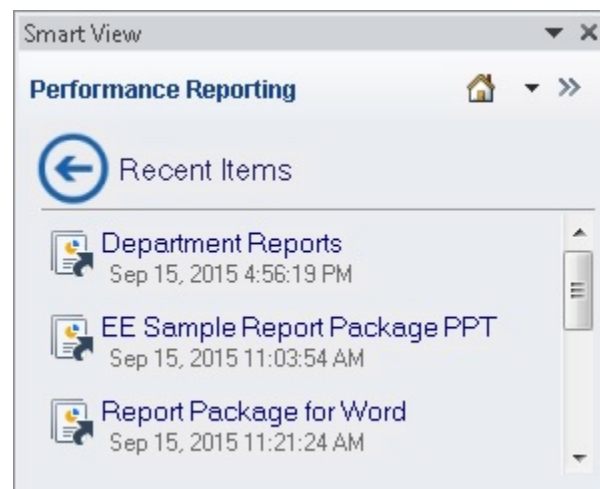 Smart View
Performance Reporting
Recent Items
Department Reports
Sep 15, 2015 4:56:19 PM
EE Sample Report Package PPT
Sep 15, 2015 11:03:54 AM
Report Package for Word
Sep 15, 2015 11:21:24 AM